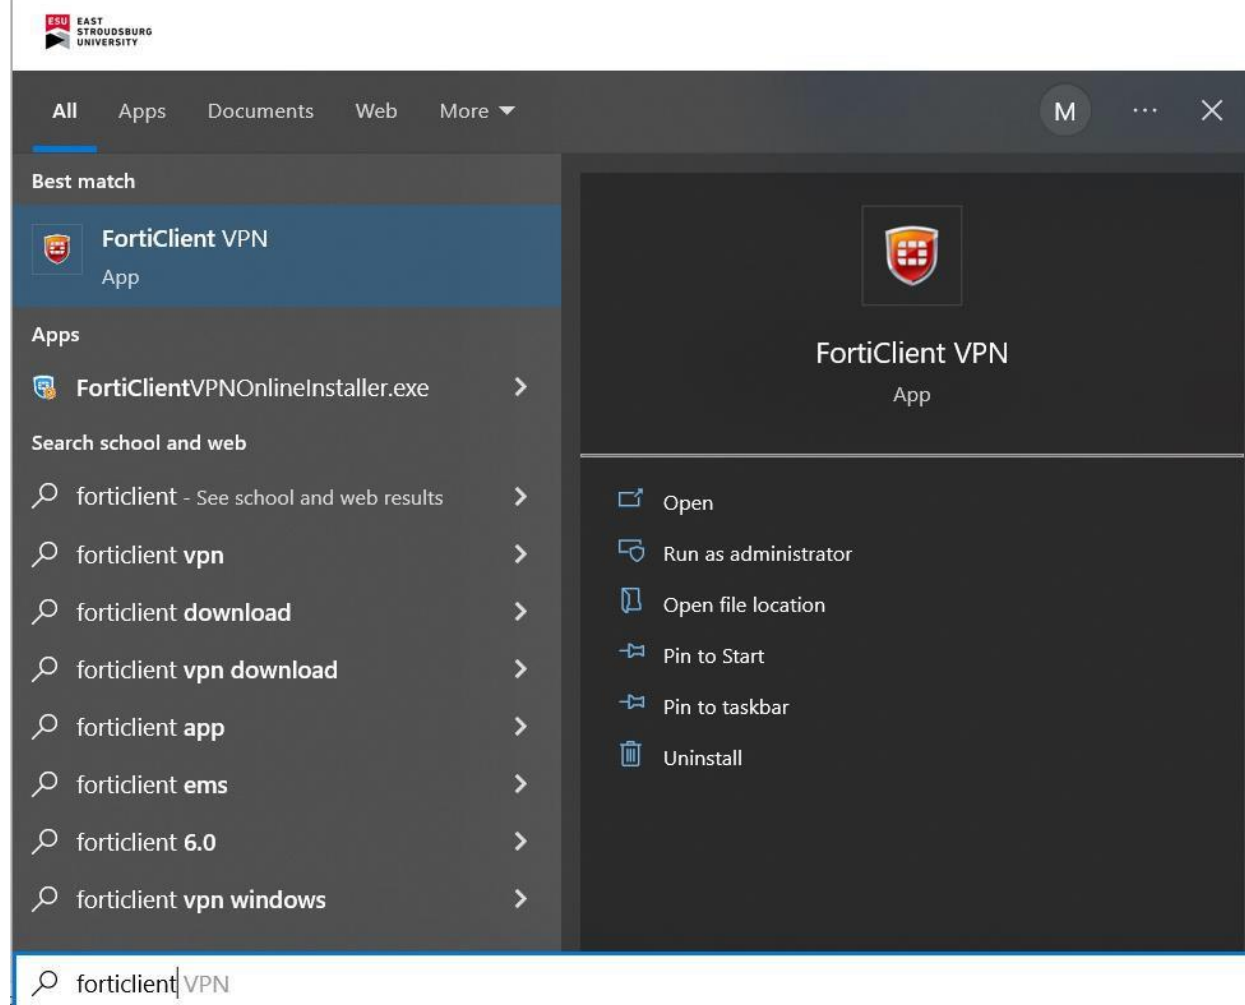 ESU EAST
STROUDSBURG
UNIVERSITY
All Apps Documents Web More M ... ×
Best match
FortiClient VPN
App
Apps
FortiClientVPNOnlineInstaller.exe
Search school and web
forticlient - See school and web results
forticlient vpn
forticlient download
forticlient vpn download
forticlient app
forticlient ems
forticlient 6.0
forticlient vpn windows
FortiClient VPN
App
Open
Run as administrator
Open file location
Pin to Start
Pin to taskbar
Uninstall
forticlient VPN